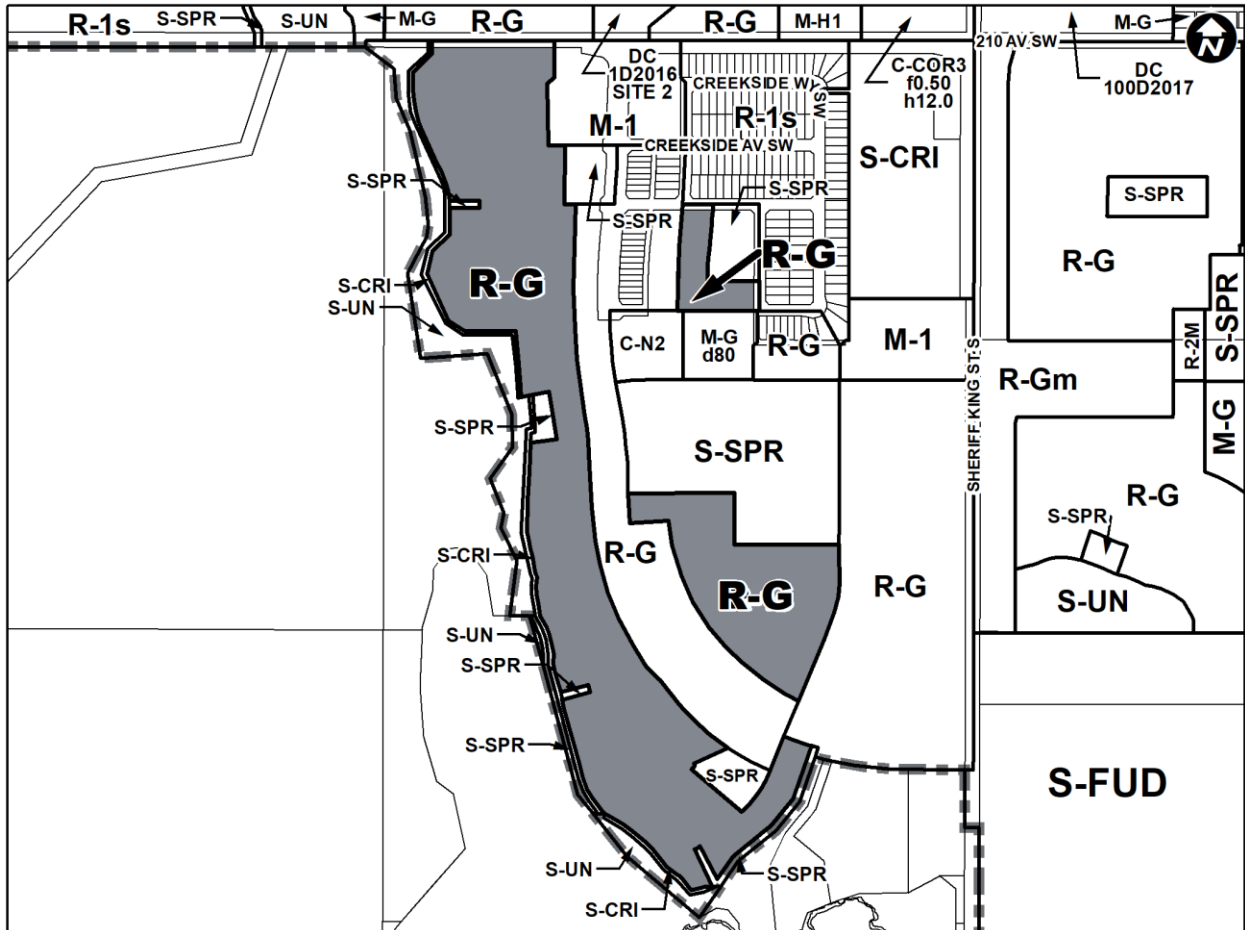 R-1s
S-SPR
S-UN
M-G
R-G
R-G
M-H1
M-G
N
210 AV SW
DC
1D2016
SITE 2
C-COR3
f0.50
h12.0
DC
100D2017
CREEKSIDE WY SW
R-1s
M-1
CREEKSIDE AV SW
S-CRI
S-SPR
S-SPR
S-SPR
S-SPR
R-G
R-G
R-G
S-SPR
S-CRI
S-UN
C-N2
M-G
d80
R-G
M-1
R-2M
R-Gm
SHERIFF KING ST S
M-G
S-SPR
S-SPR
R-G
S-SPR
S-CRI
R-G
R-G
R-G
S-UN
S-UN
S-SPR
S-SPR
S-SPR
S-FUD
S-UN
S-SPR
S-CRI